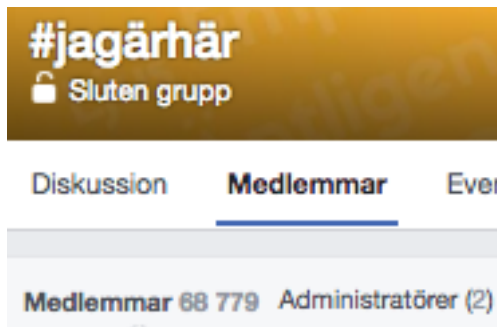 #jagärhär
Sluten grupp
Diskussion Medlemmar
Medlemmar 68 779 Administratörer (2)